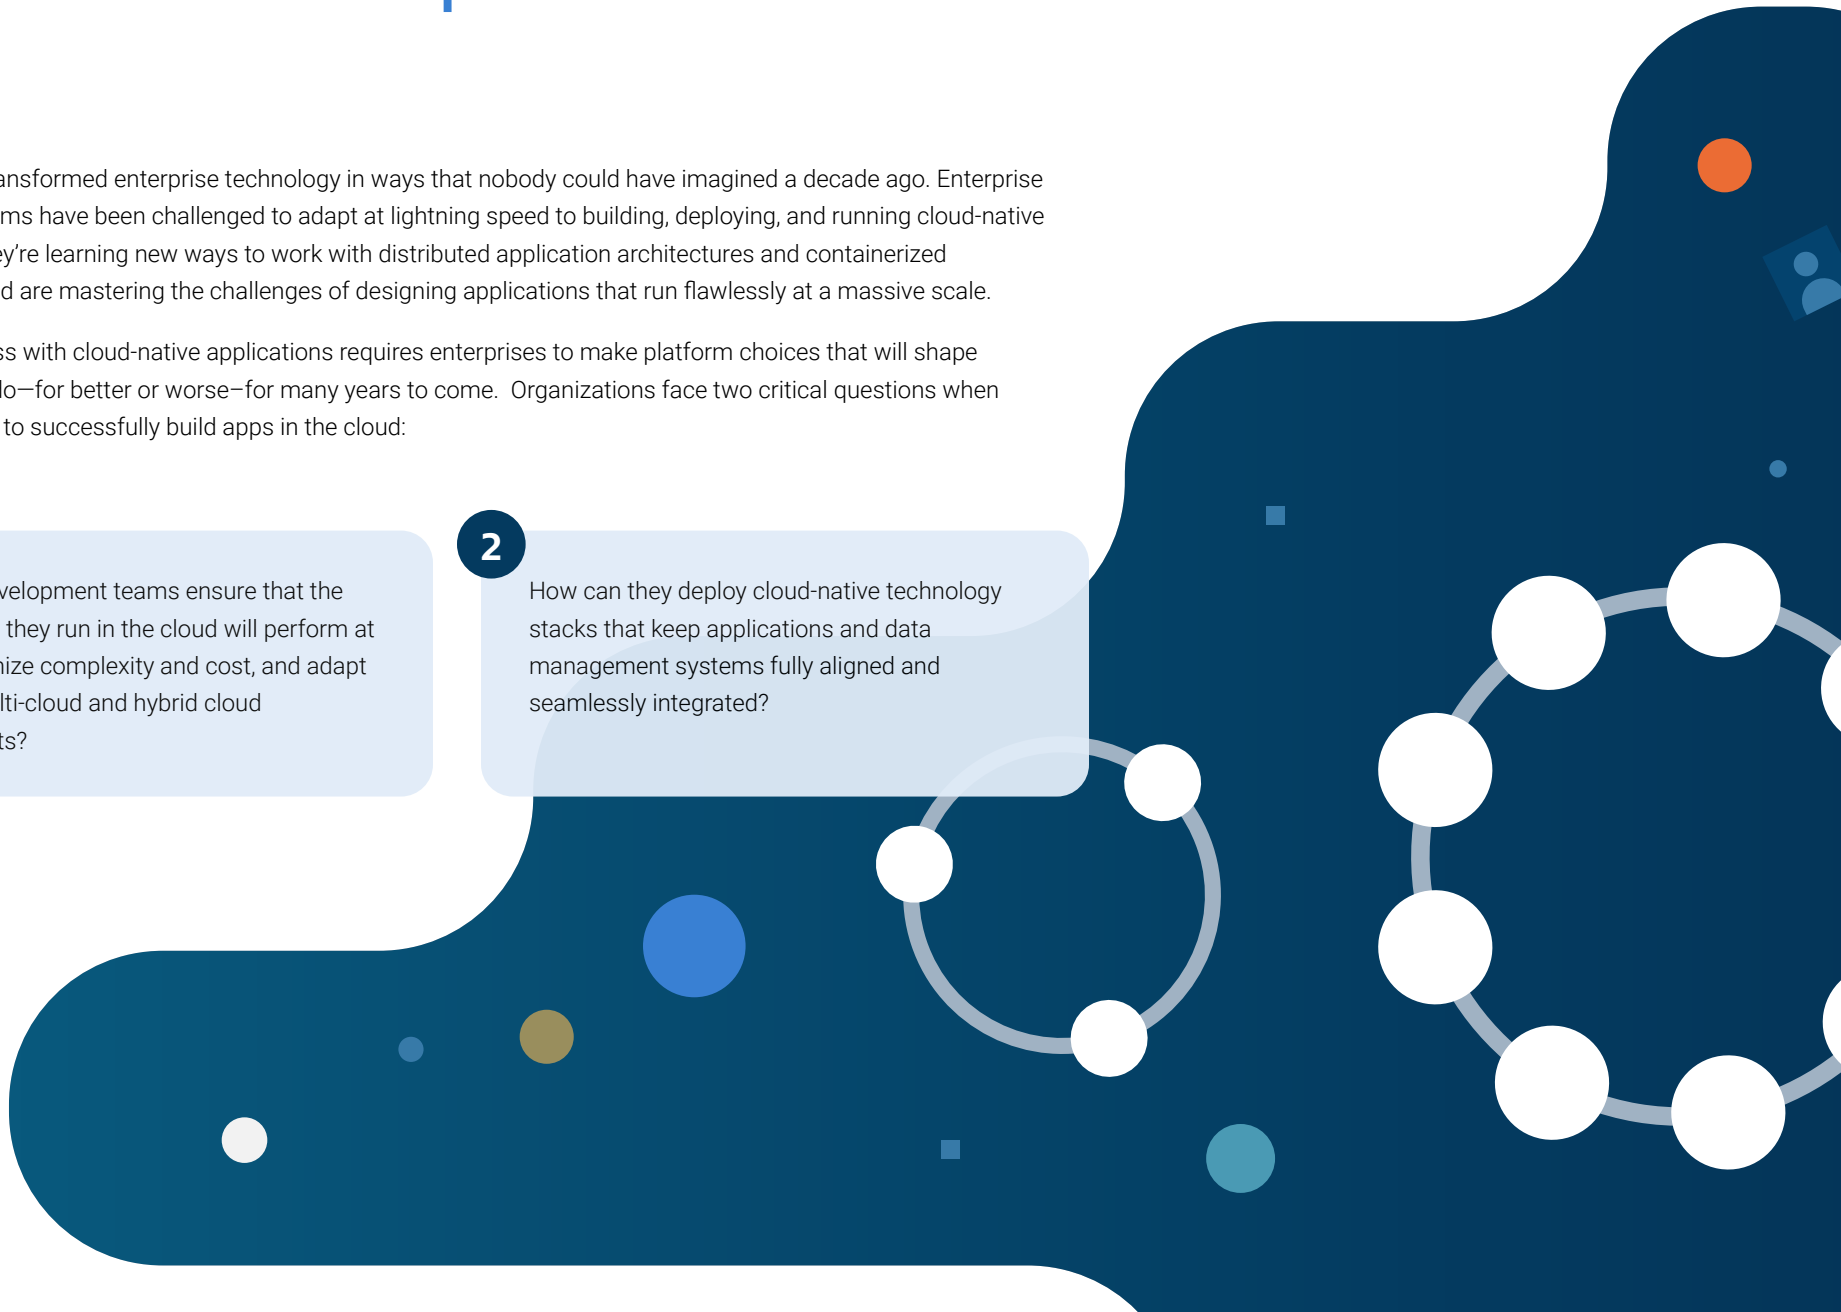 ansformed enterprise technology in ways that nobody could have imagined a decade ago. Enterprise
ms have been challenged to adapt at lightning speed to building, deploying, and running cloud-native
ey’re learning new ways to work with distributed application architectures and containerized
d are mastering the challenges of designing applications that run flawlessly at a massive scale.
ss with cloud-native applications requires enterprises to make platform choices that will shape
do—for better or worse–for many years to come.  Organizations face two critical questions when
to successfully build apps in the cloud:
velopment teams ensure that the
they run in the cloud will perform at
nize complexity and cost, and adapt
lti-cloud and hybrid cloud
ts?
2
How can they deploy cloud-native technology
stacks that keep applications and data
management systems fully aligned and
seamlessly integrated?